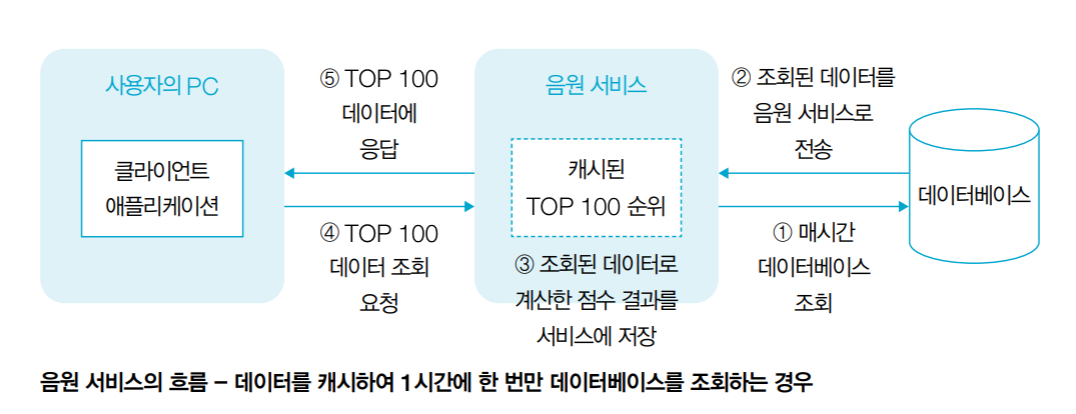 사용자의 PC
클라이언트
애플리케이션
⑤ TOP 100
데이터에
응답
④ TOP 100
데이터 조회
요청
음원 서비스
캐시된
TOP 100 순위
③ 조회된 데이터로
계산한 점수 결과를
서비스에 저장
② 조회된 데이터를
음원 서비스로
전송
① 매시간
데이터베이스
조회
데이터베이스
음원 서비스의 흐름 – 데이터를 캐시하여 1시간에 한 번만 데이터베이스를 조회하는 경우